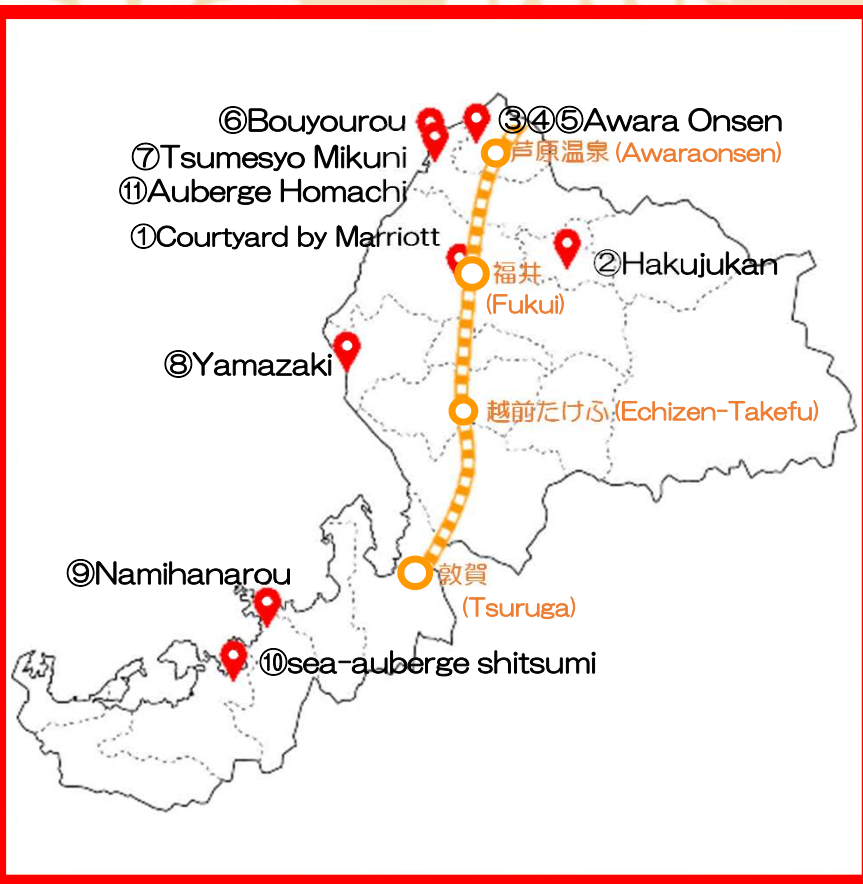 ⑥Bouyourou
③④⑤Awara Onsen
⑦Tsumesyo Mikuni
芦原温泉 (Awaraonsen)
⑪Auberge Homachi
①Courtyard by Marriott
②Hakujukan
福井
(Fukui)
⑧Yamazaki
越前たけふ (Echizen-Takefu)
⑨Namihanarou
敦賀
(Tsuruga)
⑩sea-auberge shitsumi